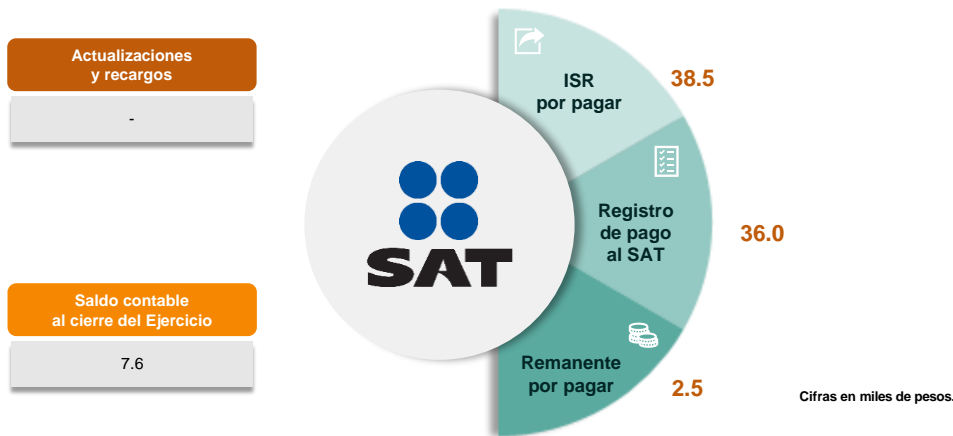 Actualizaciones
y recargos
-
Saldo contable
al cierre del Ejercicio
7.6
SAT
ISR
por pagar
38.5
Registro
de pago
al SAT
36.0
Remanente
por pagar
2.5
Cifras en miles de pesos.